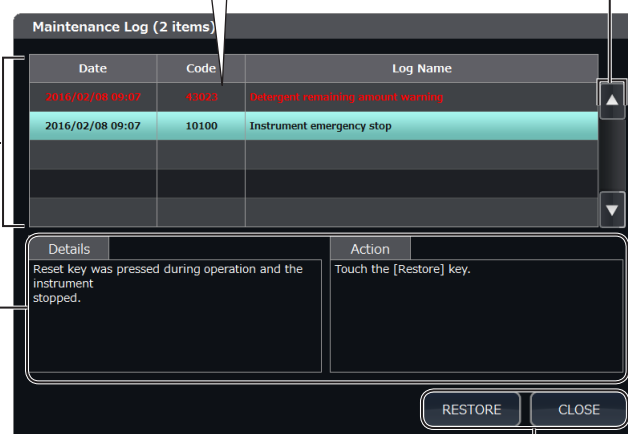 Maintenance Log (2 items)
Date Code Log Name
2016/02/08 09:07 43023 Detergent remaining amount warning
2016/02/08 09:07 10100 Instrument emergency stop
Details Action
Reset key was pressed during operation and the Touch the [Restore] key.
instrument
stopped.
RESTORE CLOSE